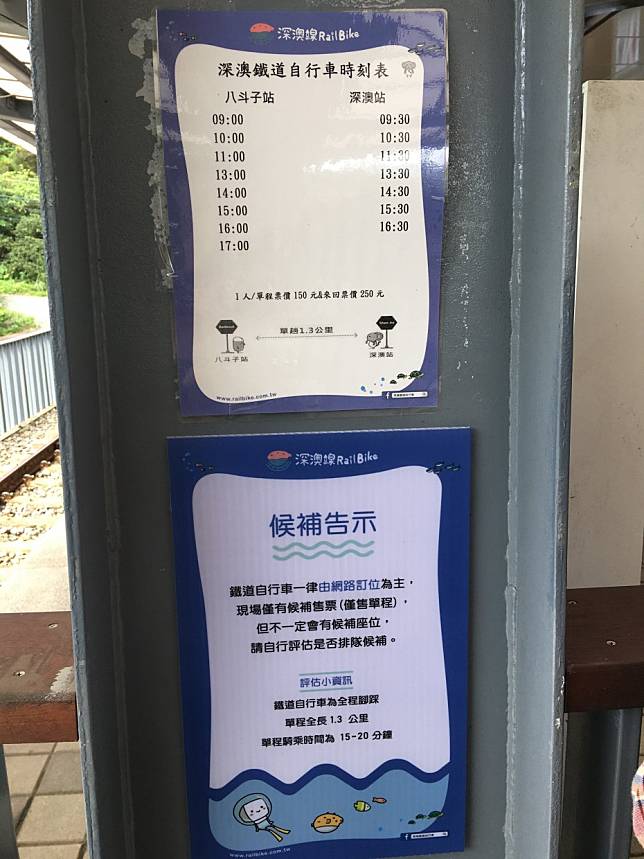 深澳線RailBike
深澳鐵道自行車時刻表
八斗子站 深澳站
09:00 09:30
10:00 10:30
11:00 11:30
13:00 13:30
14:00 14:30
15:00 15:30
16:00 16:30
17:00
1人/單程票價 150 元&來回票價 250 元
單趟1.3公里
八斗子站 深澳站
www.railbike.com.tw
深澳線RailBike
候補告示
鐵道自行車一律由網路訂位為主，
現場僅有候補售票(僅售單程)，
但不一定會有候補座位，
請自行評估是否排隊候補。
評估小資訊
鐵道自行車為全程腳踩
單程全長 1.3 公里
單程騎乘時間為 15-20 分鐘
www.railbike.com.tw